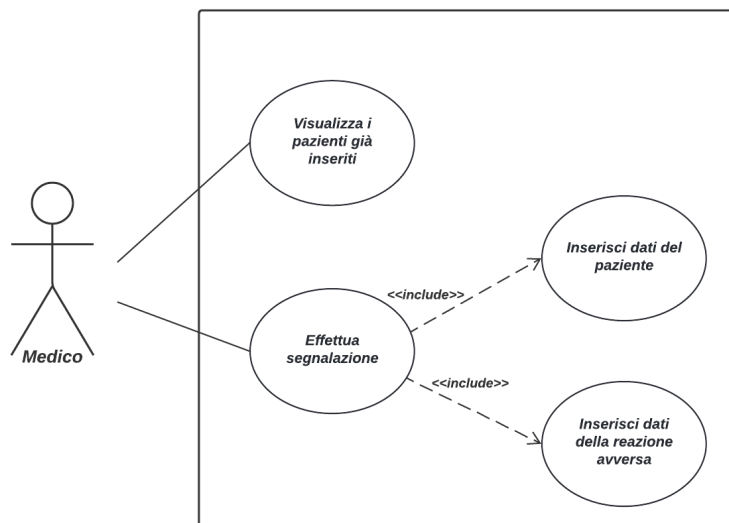 Visualizza i
pazienti già
inseriti
Inserisci dati del
paziente
<<include>>
Effettua
segnalazione
Medico
<<include>>
Inserisci dati
della reazione
avversa